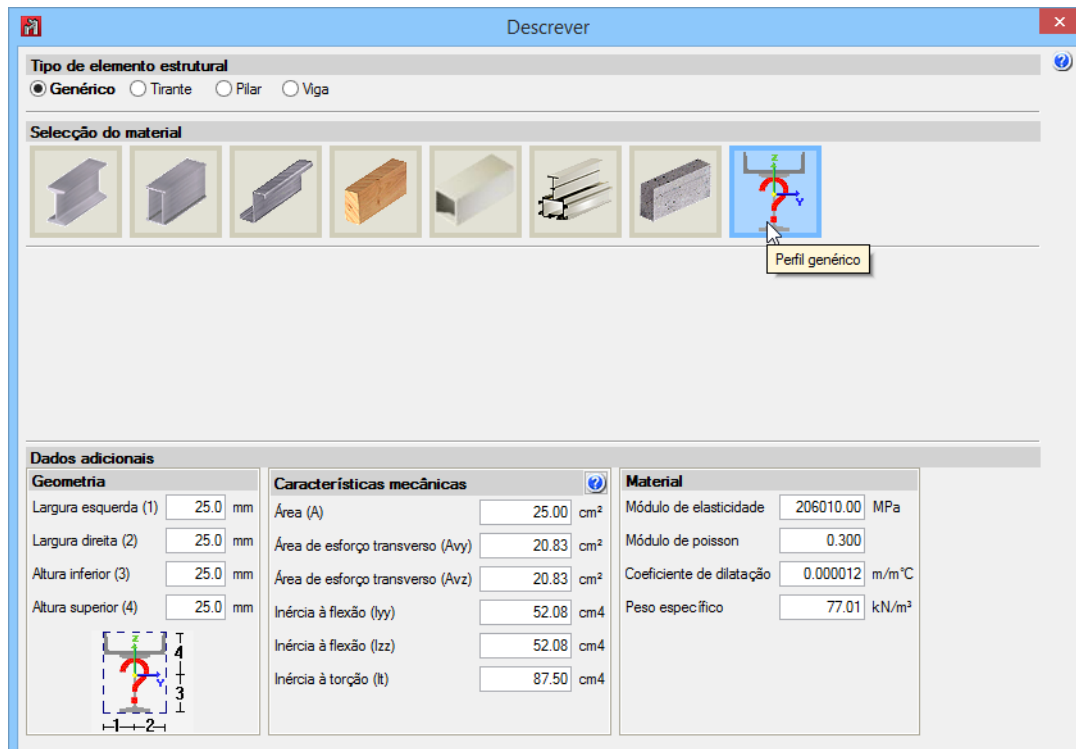 Descrever
Tipo de elemento estrutural
Genérico Tirante Pilar Viga
Selecção do material
Z
Y
Perfil genérico
Dados adicionais
Geometria
Largura esquerda (1) 25.0 mm
Largura direita (2) 25.0 mm
Altura inferior (3) 25.0 mm
Altura superior (4) 25.0 mm
Z
4
Y
3
1 2
Características mecânicas
Área (A) 25.00 cm²
Área de esforço transverso (Avy) 20.83 cm²
Área de esforço transverso (Avz) 20.83 cm²
Inércia à flexão (Iyy) 52.08 cm4
Inércia à flexão (Izz) 52.08 cm4
Inércia à torção (It) 87.50 cm4
Material
Módulo de elasticidade 206010.00 MPa
Módulo de poisson 0.300
Coeficiente de dilatação 0.000012 m/m°C
Peso específico 77.01 kN/m³